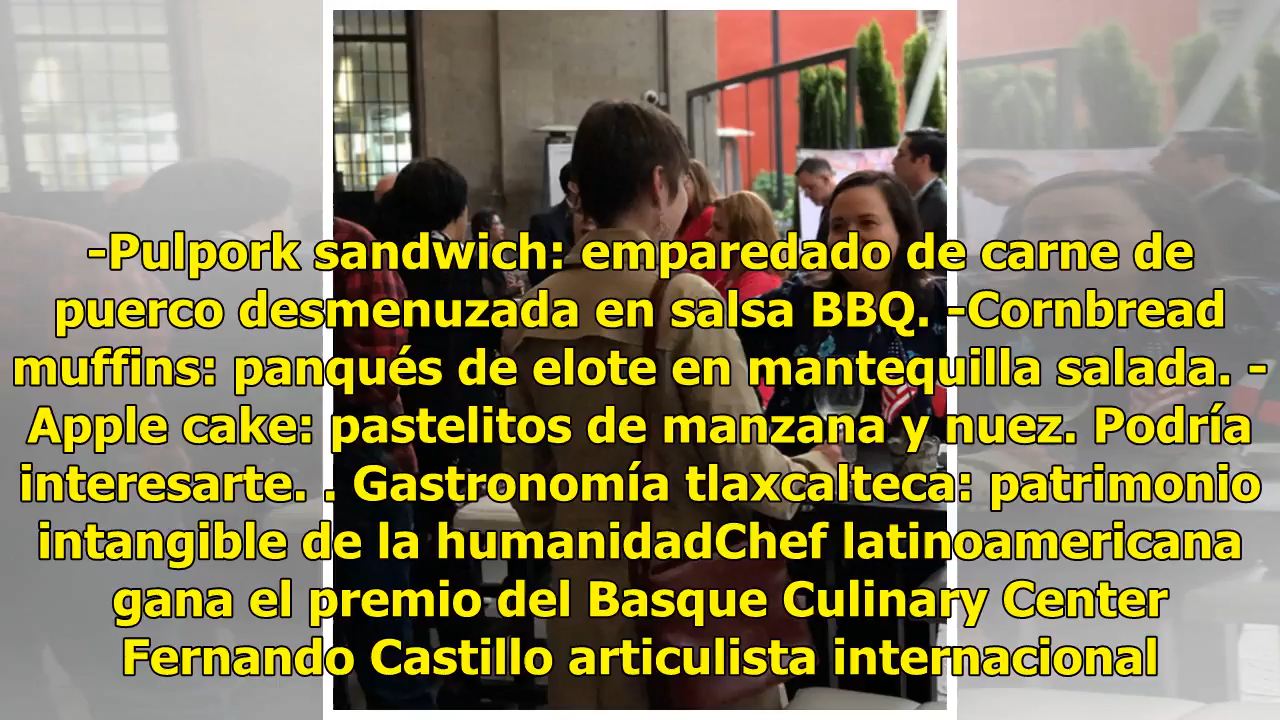 -Pulpork sandwich: emparedado de carne de
puerco desmenuzada en salsa BBQ. -Cornbread
muffins: panqués de elote en mantequilla salada. -
Apple cake: pastelitos de manzana y nuez. Podría
interesarte. . Gastronomía tlaxcalteca: patrimonio
intangible de la humanidadChef latinoamericana
gana el premio del Basque Culinary Center
Fernando Castillo articulista internacional